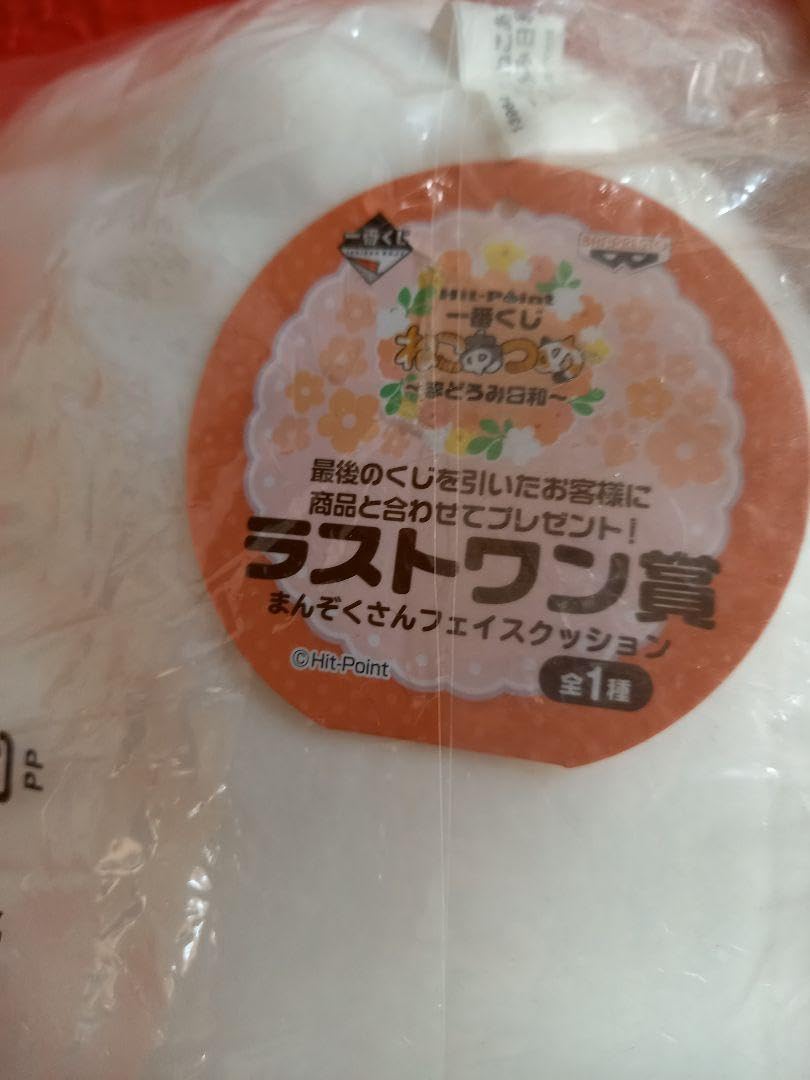 一番くじ
BANPRESTO
Hit-Point
一番くじ
ねこあつめ
～夢どうみ日和～
最後のくじを引いたお客様に
商品と合わせてプレゼント!
ラストワン賞
まんぞくさんフェイスクッション
©Hit-Point
全1種
PP